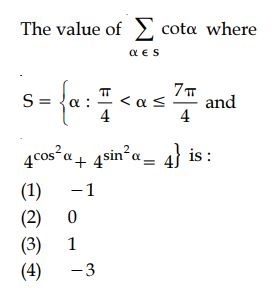 The value of ∑ cotα where
α ∈ s
S = {α : π/4 < α ≤ 7π/4 and
4^cos²α + 4^sin²α = 4} is :
(1) −1
(2) 0
(3) 1
(4) −3